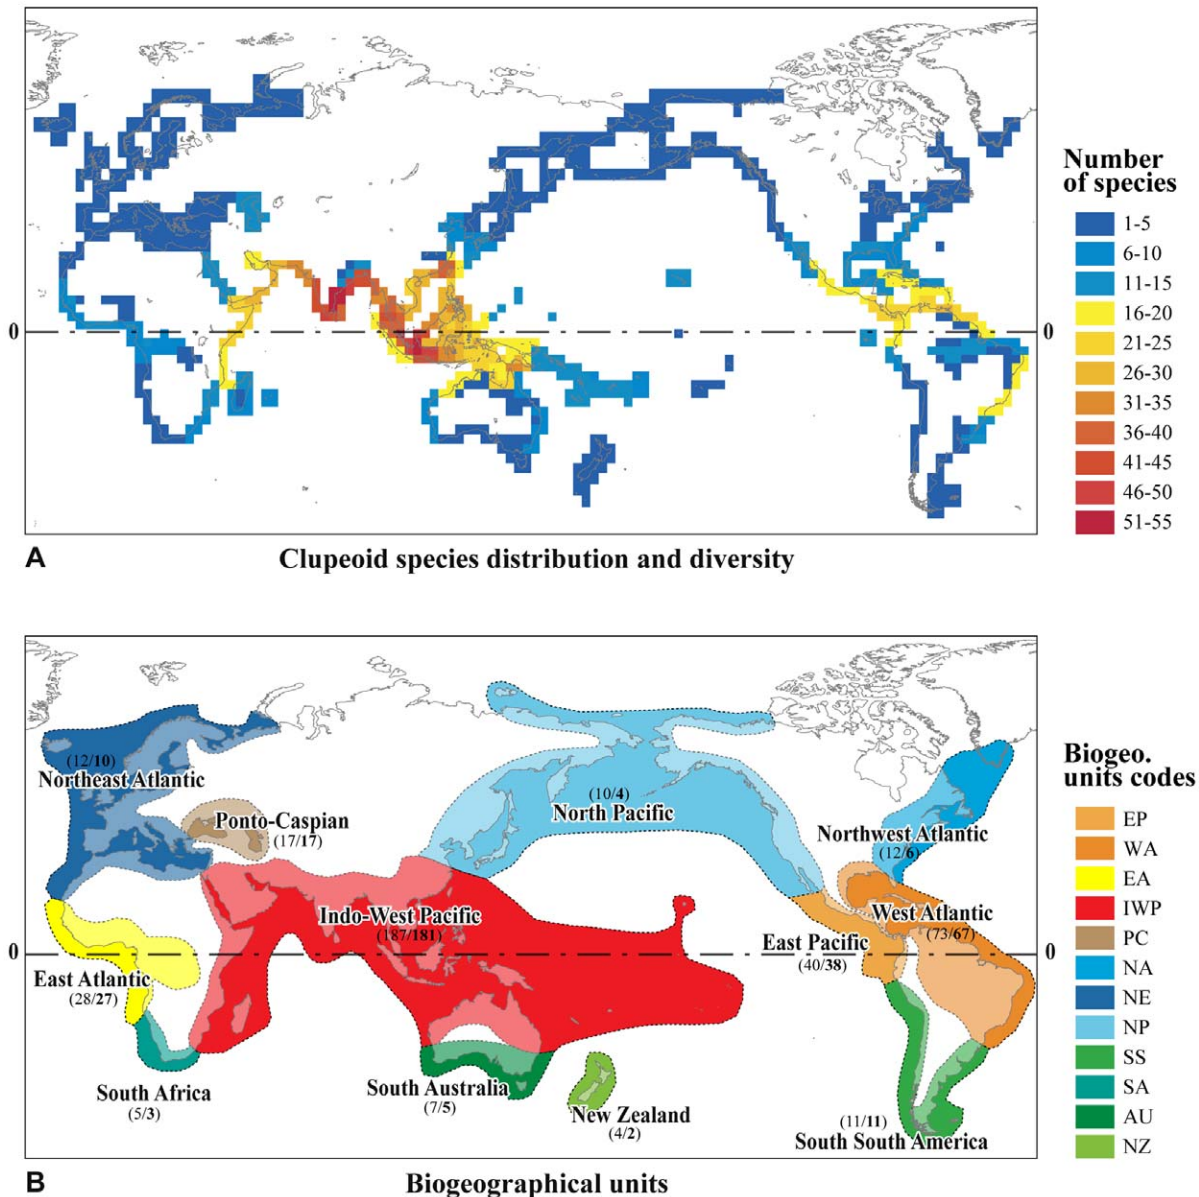 Number
of species
1-5
6-10
11-15
16-20
21-25
26-30
31-35
36-40
41-45
46-50
51-55
0
0
A
Clupeoid species distribution and diversity
(12/10)
Northeast Atlantic
Ponto-Caspian
(17/17)
(10/4)
North Pacific
Northwest Atlantic
(12/6)
Indo-West Pacific
(187/181)
West Atlantic
(73/67)
East Pacific
(40/38)
0
0
East Atlantic
(28/27)
South Africa
(5/3)
South Australia
(7/5)
New Zealand
(4/2)
(11/11)
South South America
Biogeo.
units codes
EP
WA
EA
IWP
PC
NA
NE
NP
SS
SA
AU
NZ
B
Biogeographical units